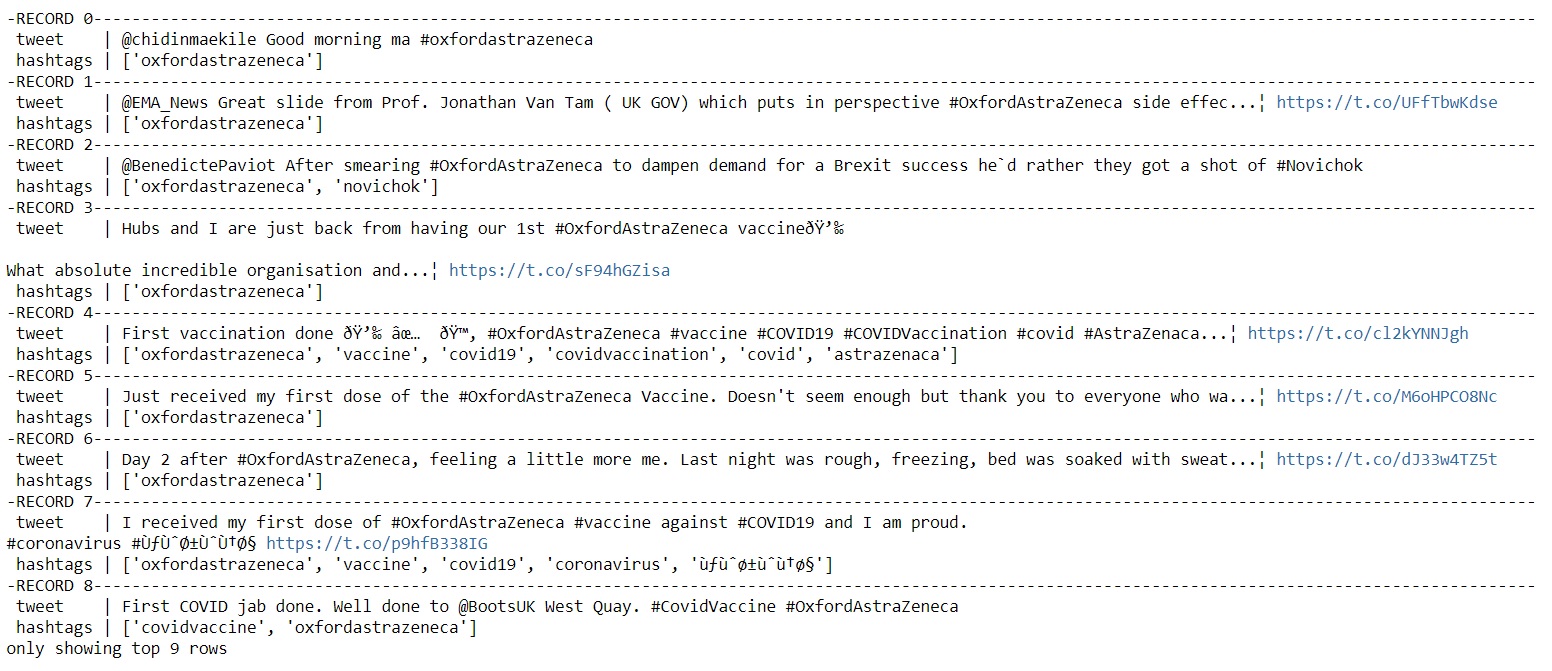 -RECORD 0------------------------------------------------------------------------------------------------------------------------------------------------------
 tweet    | @chidinmaekile Good morning ma #oxfordastrazeneca
 hashtags | ['oxfordastrazeneca']
-RECORD 1------------------------------------------------------------------------------------------------------------------------------------------------------
 tweet    | @EMA_News Great slide from Prof. Jonathan Van Tam ( UK GOV) which puts in perspective #OxfordAstraZeneca side effec...¦ https://t.co/UFfTbwKdse
 hashtags | ['oxfordastrazeneca']
-RECORD 2------------------------------------------------------------------------------------------------------------------------------------------------------
 tweet    | @BenedictePaviot After smearing #OxfordAstraZeneca to dampen demand for a Brexit success he`d rather they got a shot of #Novichok
 hashtags | ['oxfordastrazeneca', 'novichok']
-RECORD 3------------------------------------------------------------------------------------------------------------------------------------------------------
 tweet    | Hubs and I are just back from having our 1st #OxfordAstraZeneca vaccineðŸ’‰
What absolute incredible organisation and...¦ https://t.co/sF94hGZisa
 hashtags | ['oxfordastrazeneca']
-RECORD 4------------------------------------------------------------------------------------------------------------------------------------------------------
 tweet    | First vaccination done ðŸ’‰ âœ…  ðŸ™‚ #OxfordAstraZeneca #vaccine #COVID19 #COVIDVaccination #covid #AstraZenaca...¦ https://t.co/cl2kYNNJgh
 hashtags | ['oxfordastrazeneca', 'vaccine', 'covid19', 'covidvaccination', 'covid', 'astrazenaca']
-RECORD 5------------------------------------------------------------------------------------------------------------------------------------------------------
 tweet    | Just received my first dose of the #OxfordAstraZeneca Vaccine. Doesn't seem enough but thank you to everyone who wa...¦ https://t.co/M6oHPCO8Nc
 hashtags | ['oxfordastrazeneca']
-RECORD 6------------------------------------------------------------------------------------------------------------------------------------------------------
 tweet    | Day 2 after #OxfordAstraZeneca, feeling a little more me. Last night was rough, freezing, bed was soaked with sweat...¦ https://t.co/dJ33w4TZ5t
 hashtags | ['oxfordastrazeneca']
-RECORD 7------------------------------------------------------------------------------------------------------------------------------------------------------
 tweet    | I received my first dose of #OxfordAstraZeneca #vaccine against #COVID19 and I am proud.
#coronavirus #ÙƒÙˆØ±ÙˆÙ†Ø§ https://t.co/p9hfB338IG
 hashtags | ['oxfordastrazeneca', 'vaccine', 'covid19', 'coronavirus', 'ùƒùˆø±ùˆù†ø§']
-RECORD 8------------------------------------------------------------------------------------------------------------------------------------------------------
 tweet    | First COVID jab done. Well done to @BootsUK West Quay. #CovidVaccine #OxfordAstraZeneca
 hashtags | ['covidvaccine', 'oxfordastrazeneca']
only showing top 9 rows